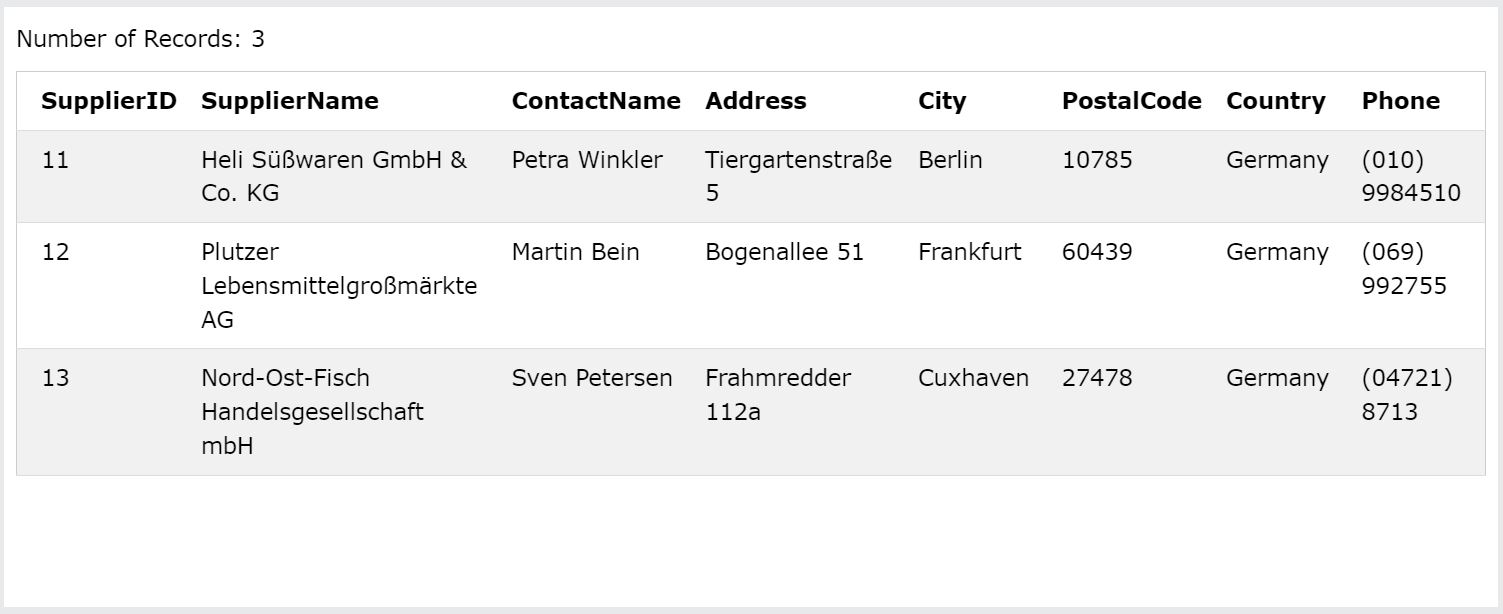 Number of Records: 3
SupplierID SupplierName ContactName Address City PostalCode Country Phone
11 Heli Süßwaren GmbH & Petra Winkler Tiergartenstraße Berlin 10785 Germany (010)
Co. KG 5 9984510
12 Plutzer Martin Bein Bogenallee 51 Frankfurt 60439 Germany (069)
Lebensmittelgroßmärkte 992755
AG
13 Nord-Ost-Fisch Sven Petersen Frahmredder Cuxhaven 27478 Germany (04721)
Handelsgesellschaft 112a 8713
mbH